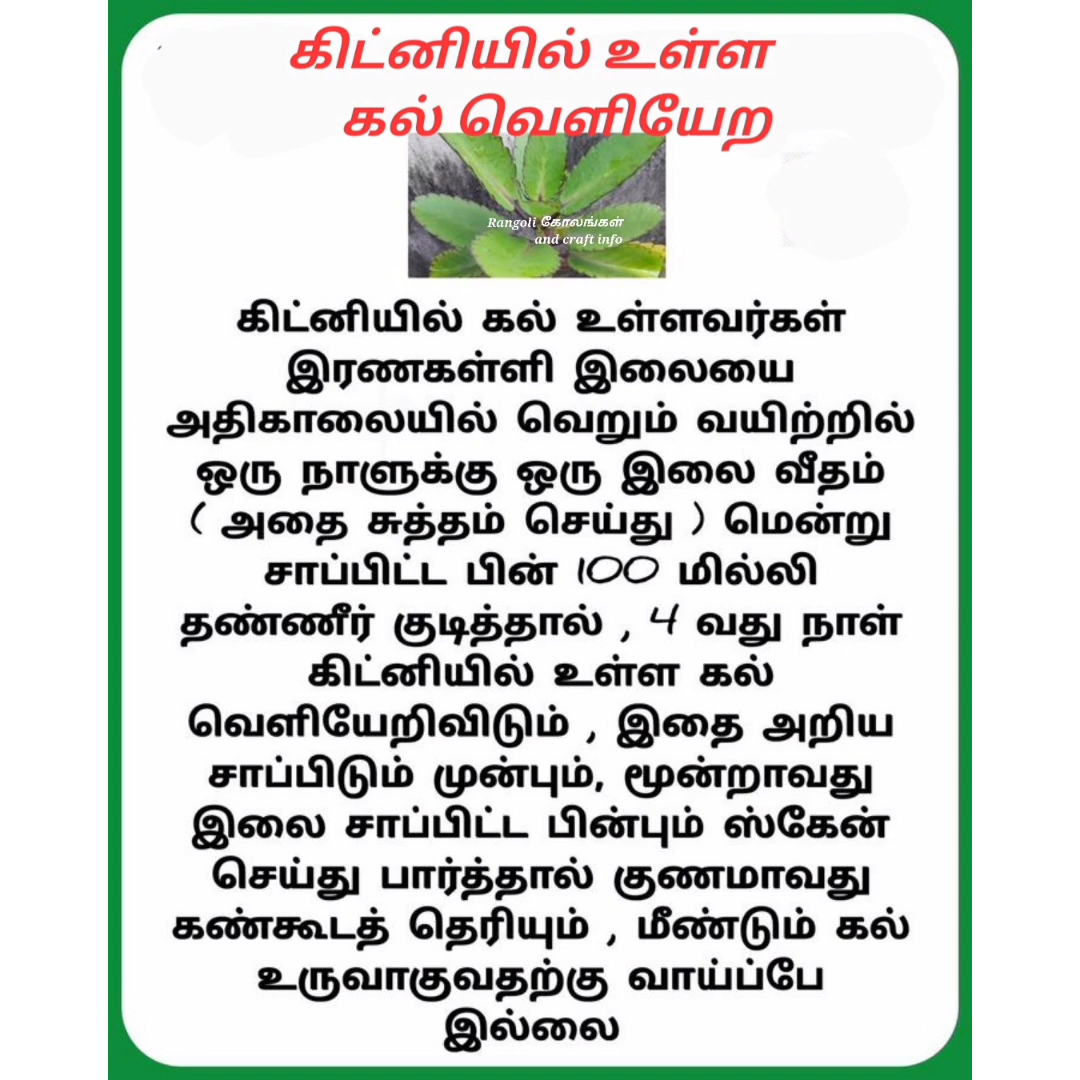 கிட்னியில் உள்ள
கல் வெளியேற
Rangoli கோலங்கள்
and craft info
கிட்னியில் கல் உள்ளவர்கள்
இரணகள்ளி இலையை
அதிகாலையில் வெறும் வயிற்றில்
ஒரு நாளுக்கு ஒரு இலை வீதம்
( அதை சுத்தம் செய்து ) மென்று
சாப்பிட்ட பின் 100 மில்லி
தண்ணீர் குடித்தால் , 4 வது நாள்
கிட்னியில் உள்ள கல்
வெளியேறிவிடும் , இதை அறிய
சாப்பிடும் முன்பும், மூன்றாவது
இலை சாப்பிட்ட பின்பும் ஸ்கேன்
செய்து பார்த்தால் குணமாவது
கண்கூடத் தெரியும் , மீண்டும் கல்
உருவாகுவதற்கு வாய்ப்பே
இல்லை